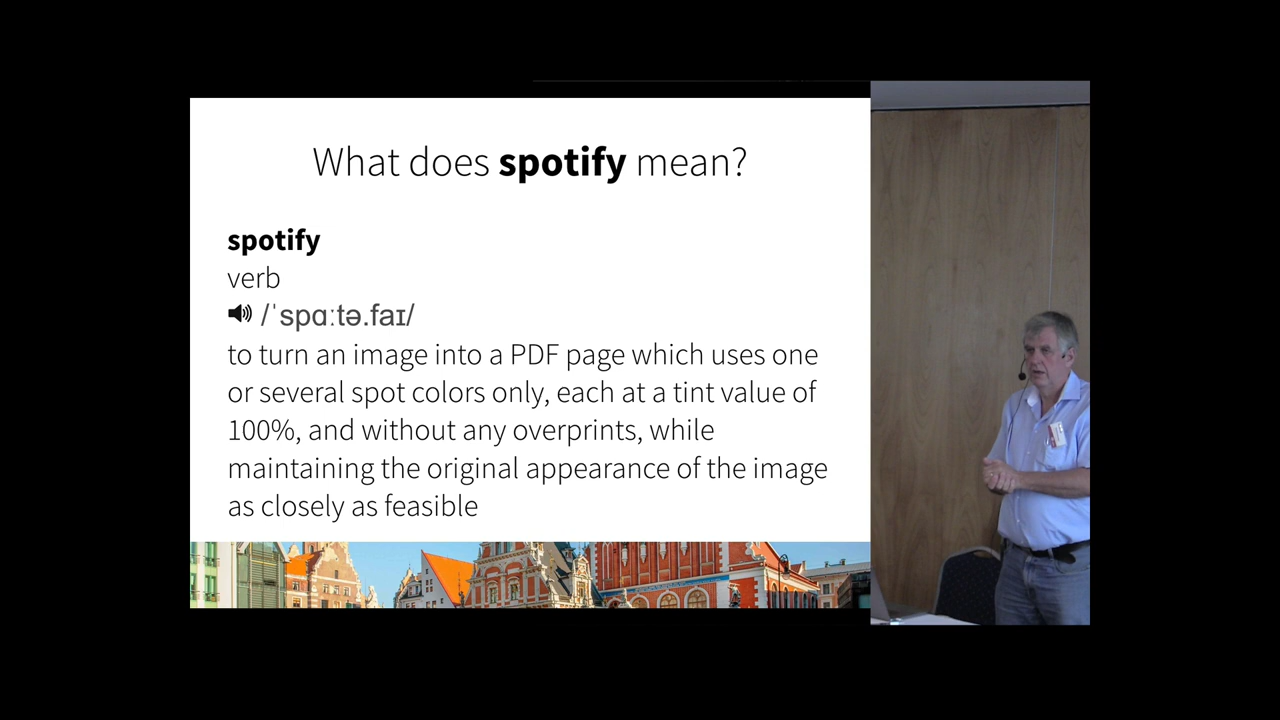 What does spotify mean?
spotify
verb
/ˈspɑː.tə.faɪ/
to turn an image into a PDF page which uses one
or several spot colors only, each at a tint value of
100%, and without any overprints, while
maintaining the original appearance of the image
as closely as feasible